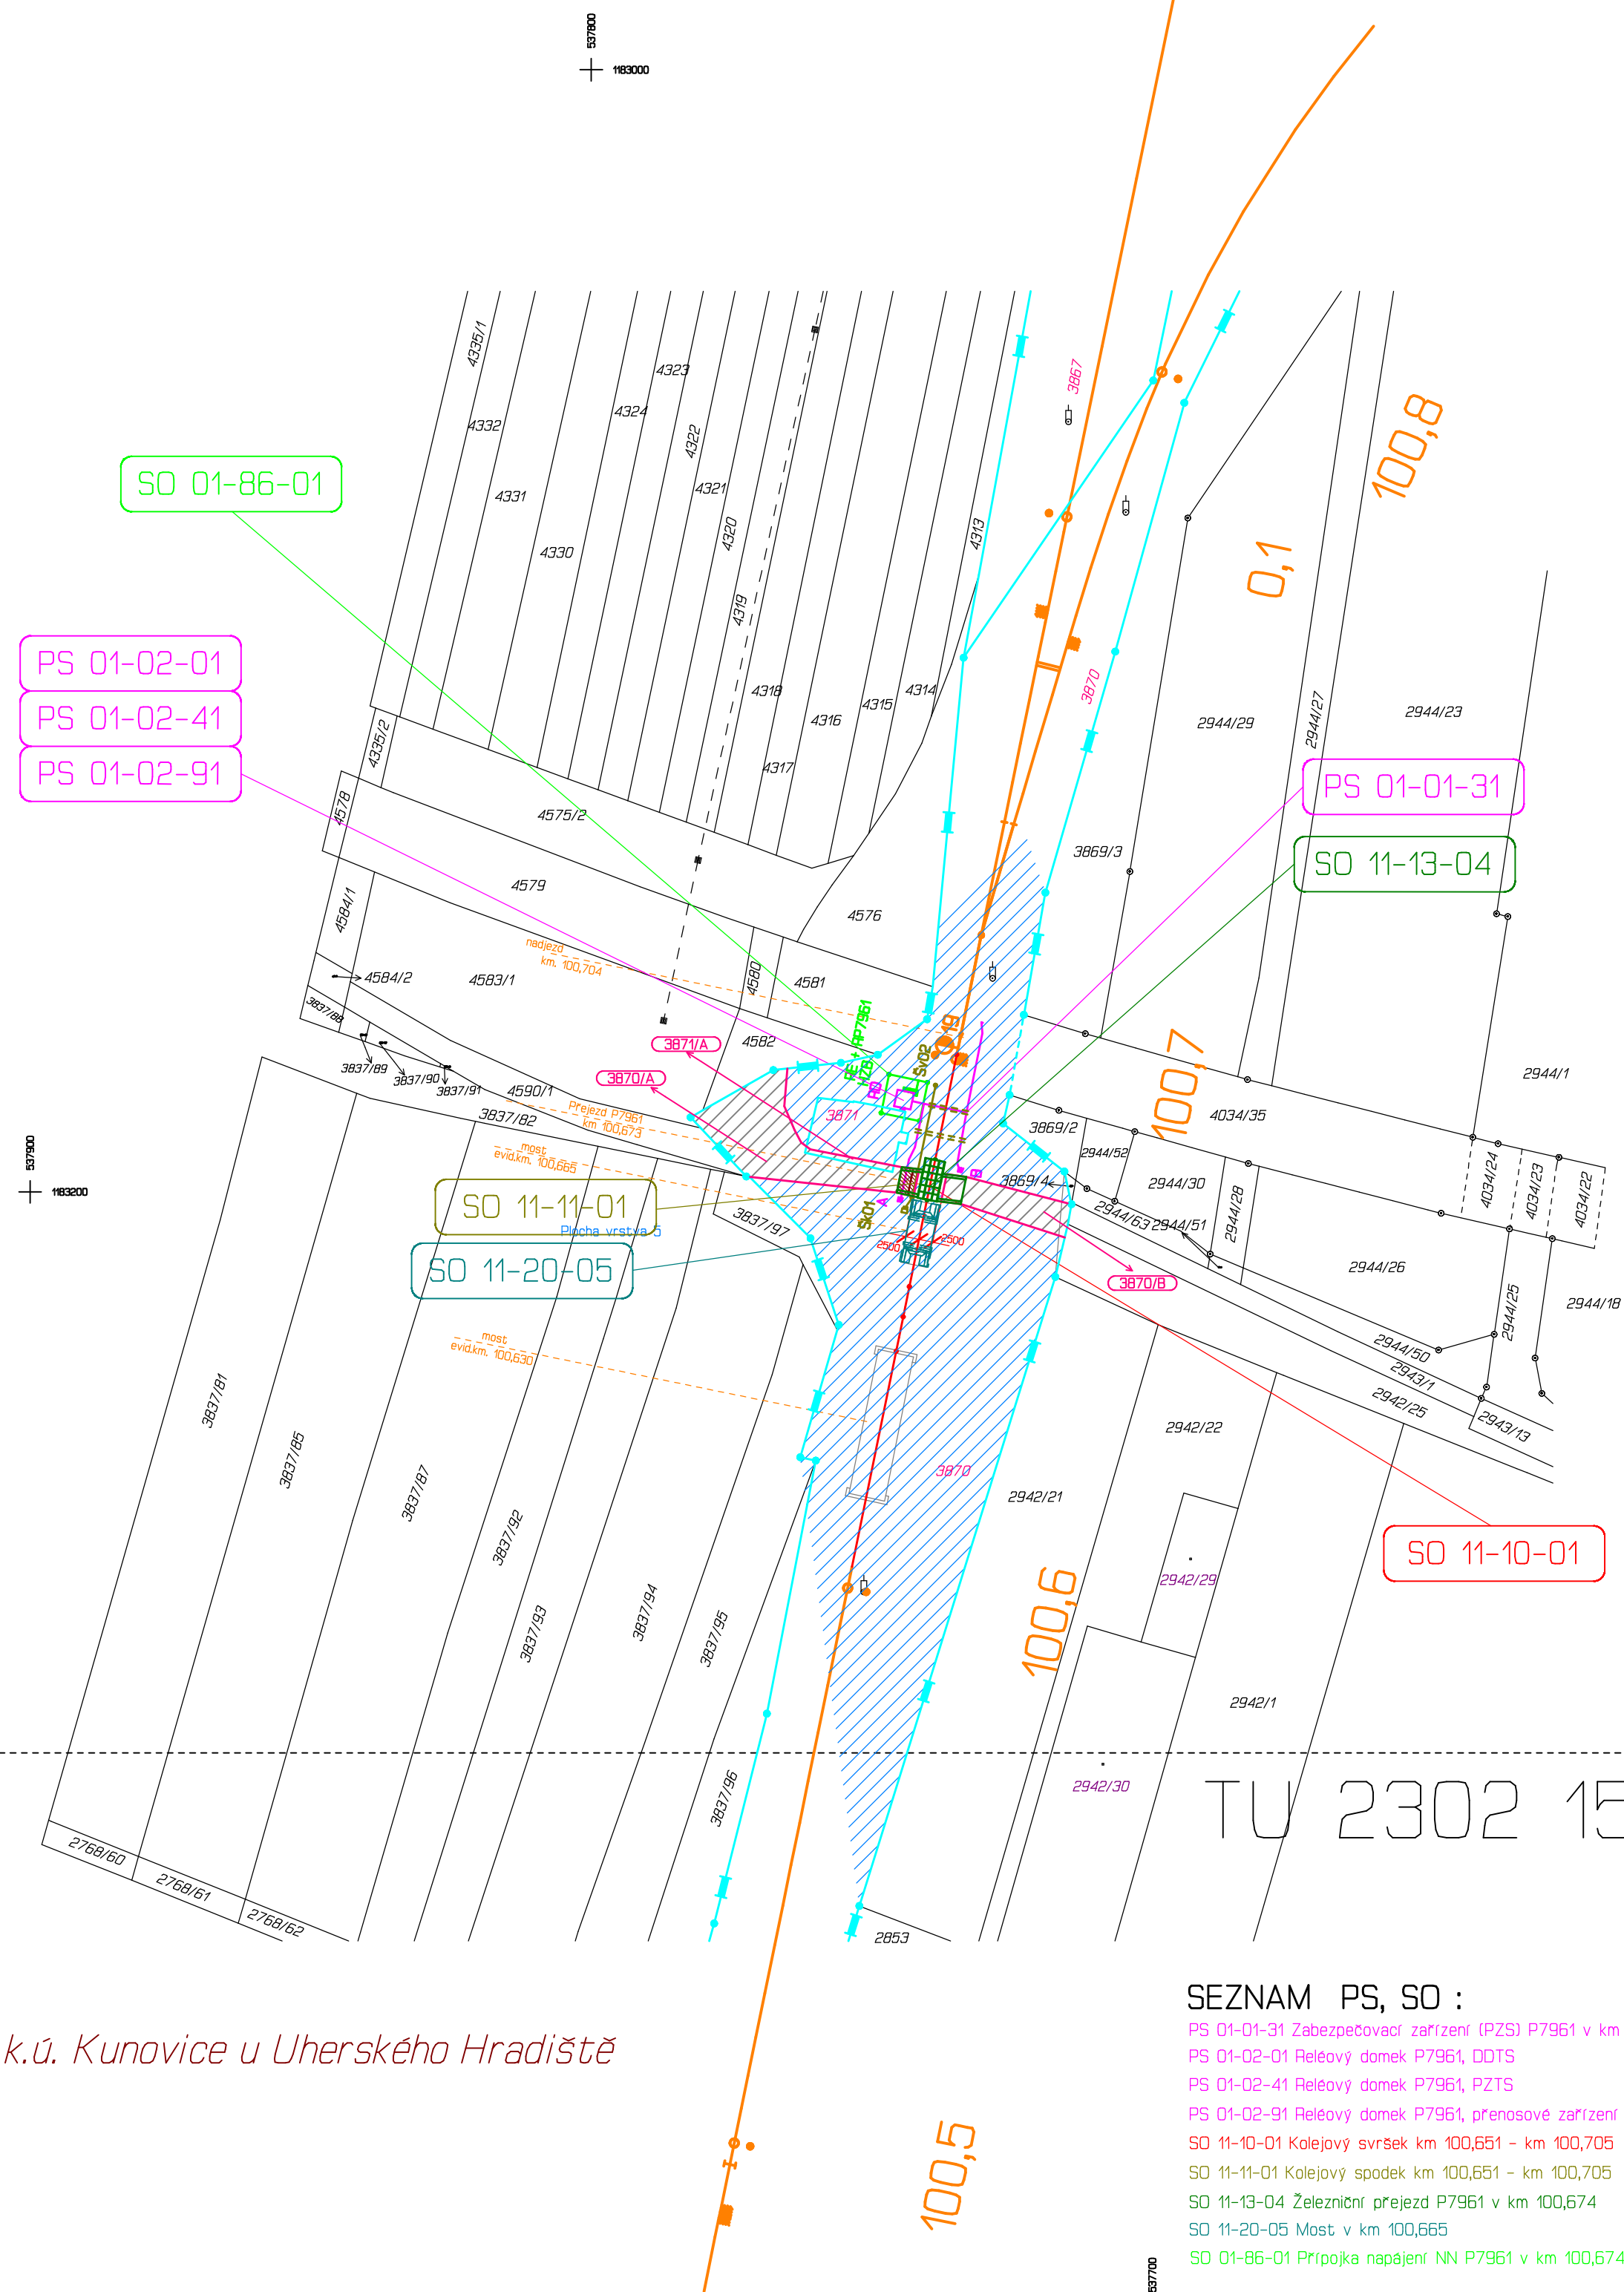 537800
1183000
4335/1
4332
4331
4330
4323
4324
4322
4321
4320
4319
4318
4317
4316
4315
4314
4313
3867
3870
100,8
0,1
SO 01-86-01
PS 01-02-01
PS 01-02-41
PS 01-02-91
4335/2
4578
4575/2
4579
4576
4584/1
4584/2
4583/1
4580
4581
4582
2944/29
2944/27
2944/23
PS 01-01-31
SO 11-13-04
3869/3
nadjezd
km. 100,704
3837/88
3837/89
3837/90
3837/91
4590/1
3837/82
3871/A
3870/A
RE + RP7961
RD
Šv02
3871
Přejezd P7961
km 100,673
most
evid.km. 100,665
100,7
2944/1
4034/35
3869/2
2944/52
3869/4
2944/30
2944/63
2944/51
2944/28
4034/24
4034/23
4034/22
537900
1183200
SO 11-11-01
Plocha vrstva 5
SO 11-20-05
3837/97
Šx01
A
B
2500
2500
3870/B
2944/26
2944/25
2944/18
2944/50
2943/1
2942/25
2943/13
most
evid.km. 100,630
3837/81
3837/85
3837/87
3837/92
3837/93
3837/94
3837/95
3837/96
3870
2942/22
2942/21
2942/29
2942/1
2942/30
SO 11-10-01
100,6
TU 2302 15
2768/60
2768/61
2768/62
2853
k.ú. Kunovice u Uherského Hradiště
100,5
537700
SEZNAM PS, SO :
PS 01-01-31 Zabezpečovací zařízení (PZS) P7961 v km
PS 01-02-01 Reléový domek P7961, DDTS
PS 01-02-41 Reléový domek P7961, PZTS
PS 01-02-91 Reléový domek P7961, přenosové zařízení
SO 11-10-01 Kolejový svršek km 100,651 - km 100,705
SO 11-11-01 Kolejový spodek km 100,651 - km 100,705
SO 11-13-04 Železniční přejezd P7961 v km 100,674
SO 11-20-05 Most v km 100,665
SO 01-86-01 Přípojka napájení NN P7961 v km 100,674